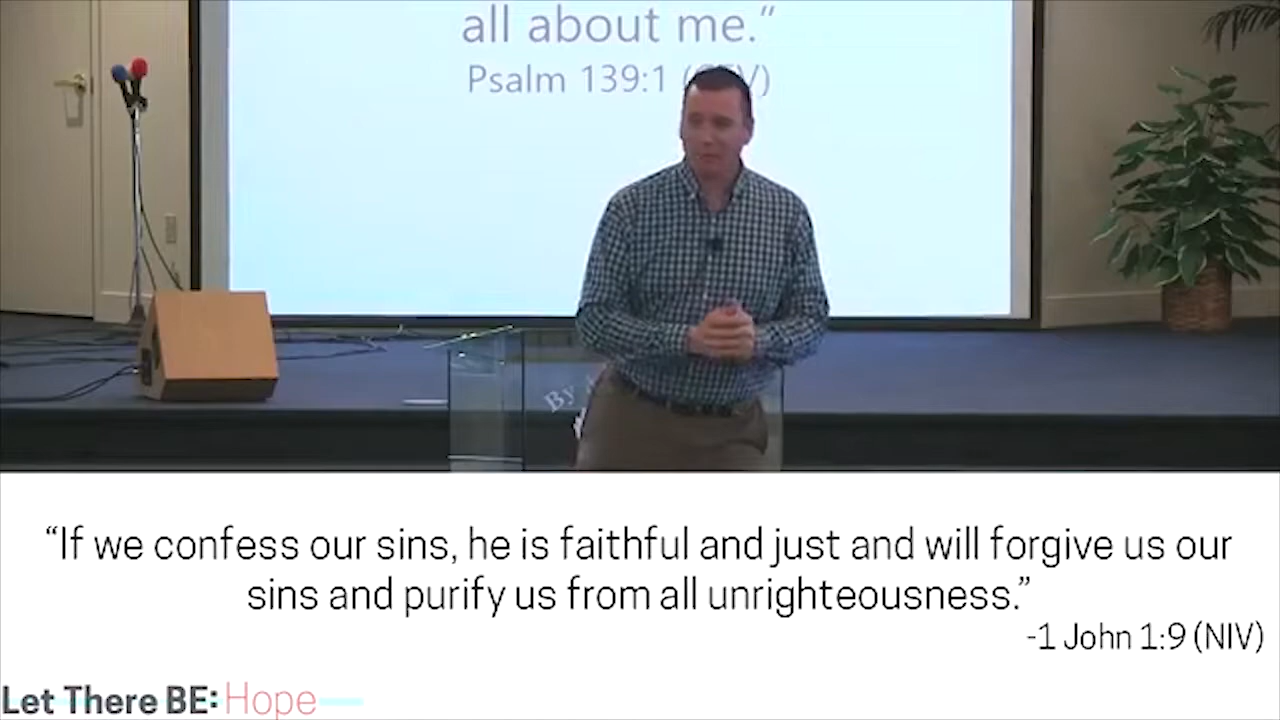 all about me."
Psalm 139:1 (
By
"If we confess our sins, he is faithful and just and will forgive us our
sins and purify us from all unrighteousness."
-1 John 1:9 (NIV)
Let There BE: Hope